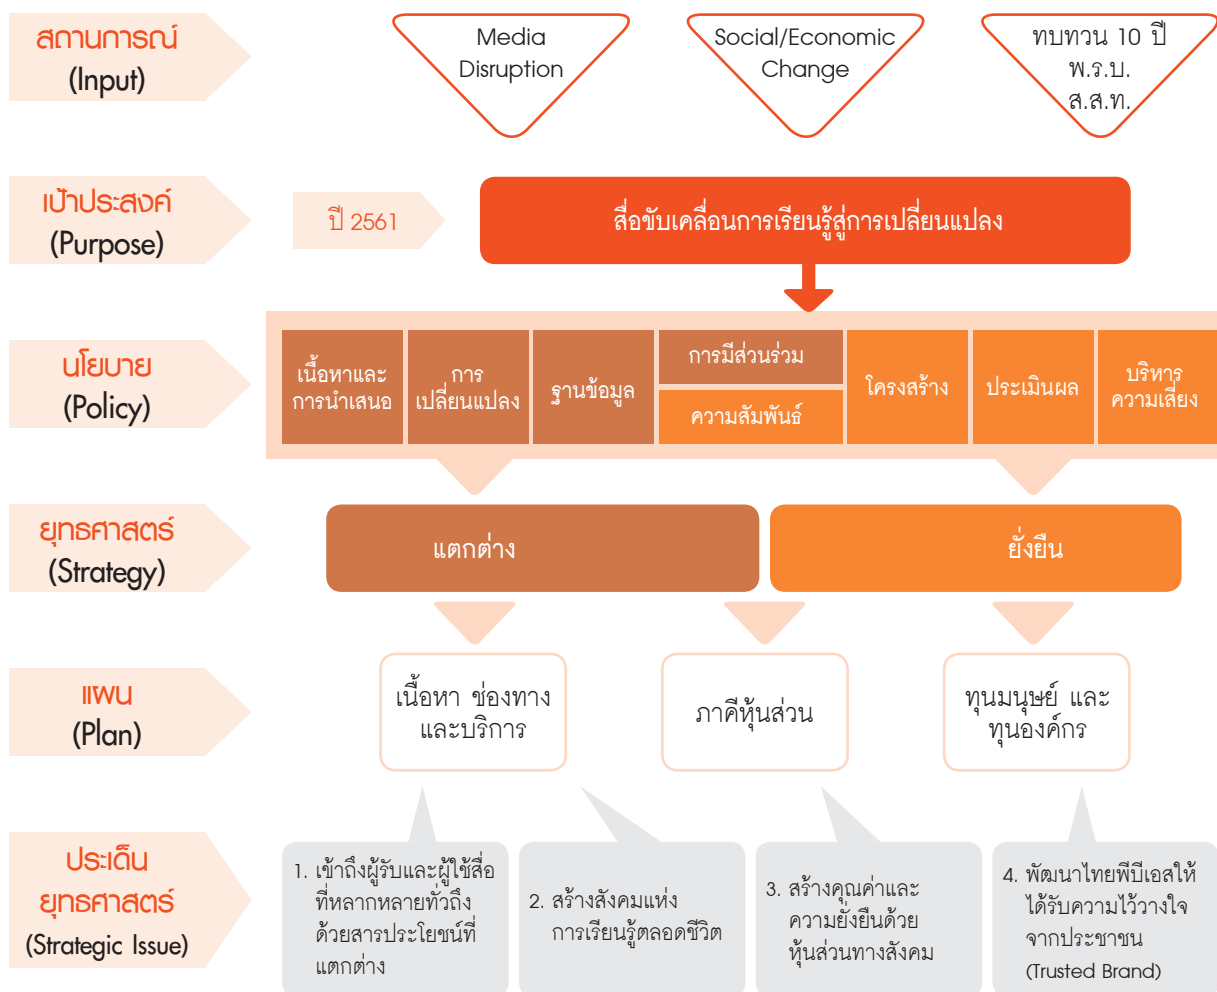 สถานการณ์
(Input)
Media
Disruption
Social/Economic
Change
ทบทวน 10 ปี
พ.ร.บ.
ส.ส.ท.
เป้าประสงค์
(Purpose)
ปี 2561
สื่อขับเคลื่อนการเรียนรู้สู่การเปลี่ยนแปลง
นโยบาย
(Policy)
เนื้อหาและ
การนำเสนอ
การ
เปลี่ยนแปลง
ฐานข้อมูล
การมีส่วนร่วม
ความสัมพันธ์
โครงสร้าง
ประเมินผล
บริหาร
ความเสี่ยง
ยุทธศาสตร์
(Strategy)
แตกต่าง
ยั่งยืน
แผน
(Plan)
เนื้อหา ช่องทาง
และบริการ
ภาคีหุ้นส่วน
ทุนมนุษย์ และ
ทุนองค์กร
ประเด็น
ยุทธศาสตร์
(Strategic Issue)
1. เข้าถึงผู้รับและผู้ใช้สื่อ
ที่หลากหลายทั่วถึง
ด้วยสารประโยชน์ที่
แตกต่าง
2. สร้างสังคมแห่ง
การเรียนรู้ตลอดชีวิต
3. สร้างคุณค่าและ
ความยั่งยืนด้วย
หุ้นส่วนทางสังคม
4. พัฒนาไทยพีบีเอสให้
ได้รับความไว้วางใจ
จากประชาชน
(Trusted Brand)